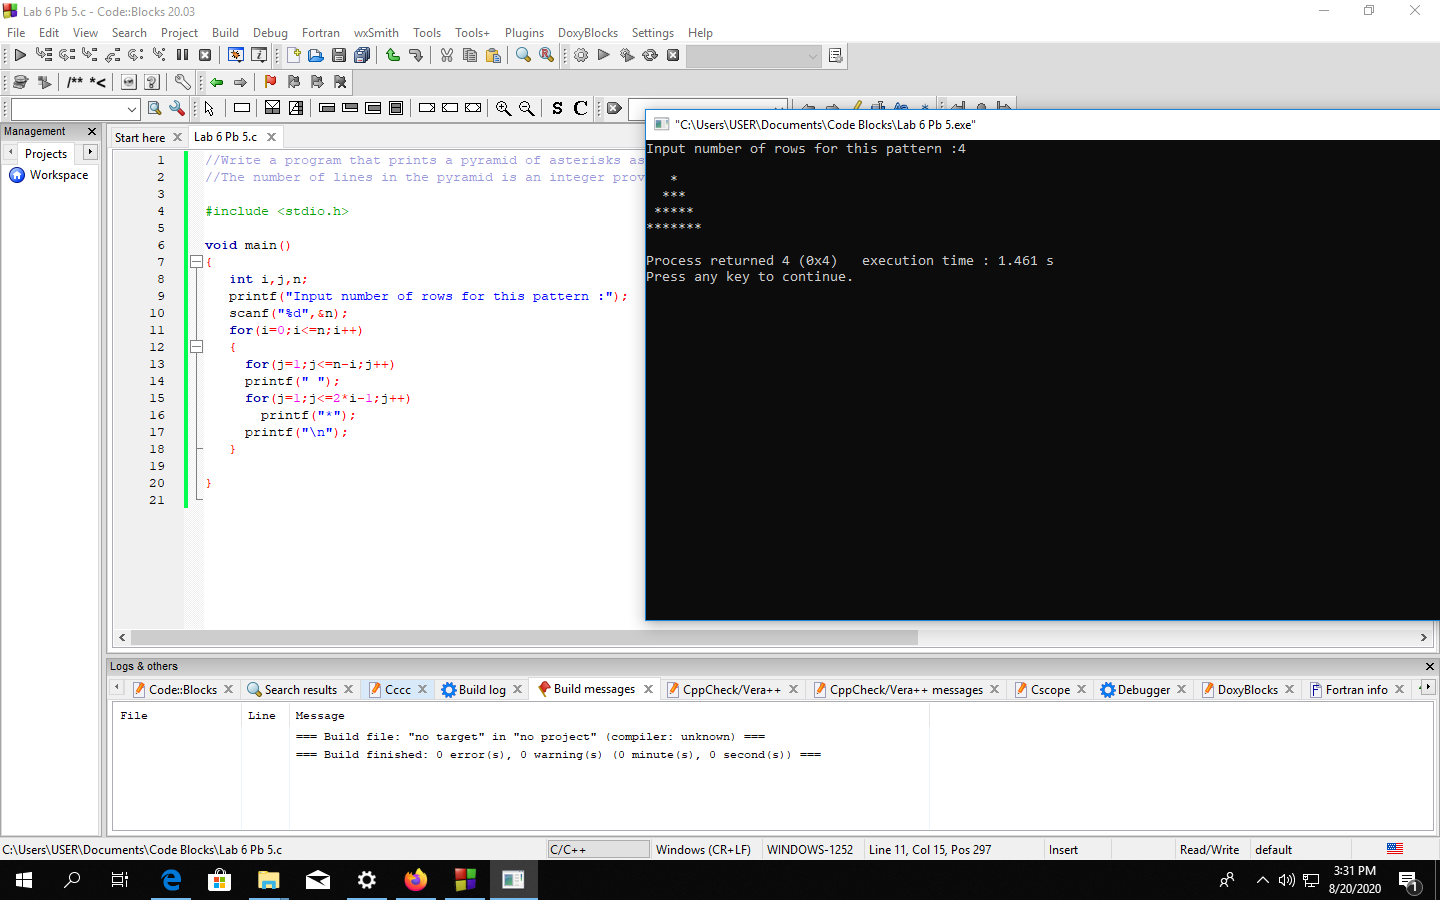 Lab 6 Pb 5.c - Code::Blocks 20.03
File Edit View Search Project Build Debug Fortran wxSmith Tools Tools+ Plugins DoxyBlocks Settings Help
/** *<
S C
Management
Projects
Workspace
Start here Lab 6 Pb 5.c
1 //Write a program that prints a pyramid of asterisks as
2 //The number of lines in the pyramid is an integer prov
3
4 #include <stdio.h>
5
6 void main()
7 {
8 int i,j,n;
9 printf("Input number of rows for this pattern :");
10 scanf("%d",&n);
11 for(i=0;i<=n;i++)
12 {
13 for(j=1;j<=n-i;j++)
14 printf(" ");
15 for(j=1;j<=2*i-1;j++)
16 printf("*");
17 printf("\n");
18 }
19
20 }
21
"C:\Users\USER\Documents\Code Blocks\Lab 6 Pb 5.exe"
Input number of rows for this pattern :4
*
***
*****
*******
Process returned 4 (0x4) execution time : 1.461 s
Press any key to continue.
Logs & others
Code::Blocks Search results Cccc Build log Build messages CppCheck/Vera++ CppCheck/Vera++ messages Cscope Debugger DoxyBlocks Fortran info
File Line Message
=== Build file: "no target" in "no project" (compiler: unknown) ===
=== Build finished: 0 error(s), 0 warning(s) (0 minute(s), 0 second(s)) ===
C:\Users\USER\Documents\Code Blocks\Lab 6 Pb 5.c C/C++ Windows (CR+LF) WINDOWS-1252 Line 11, Col 15, Pos 297 Insert Read/Write default
3:31 PM
8/20/2020
1